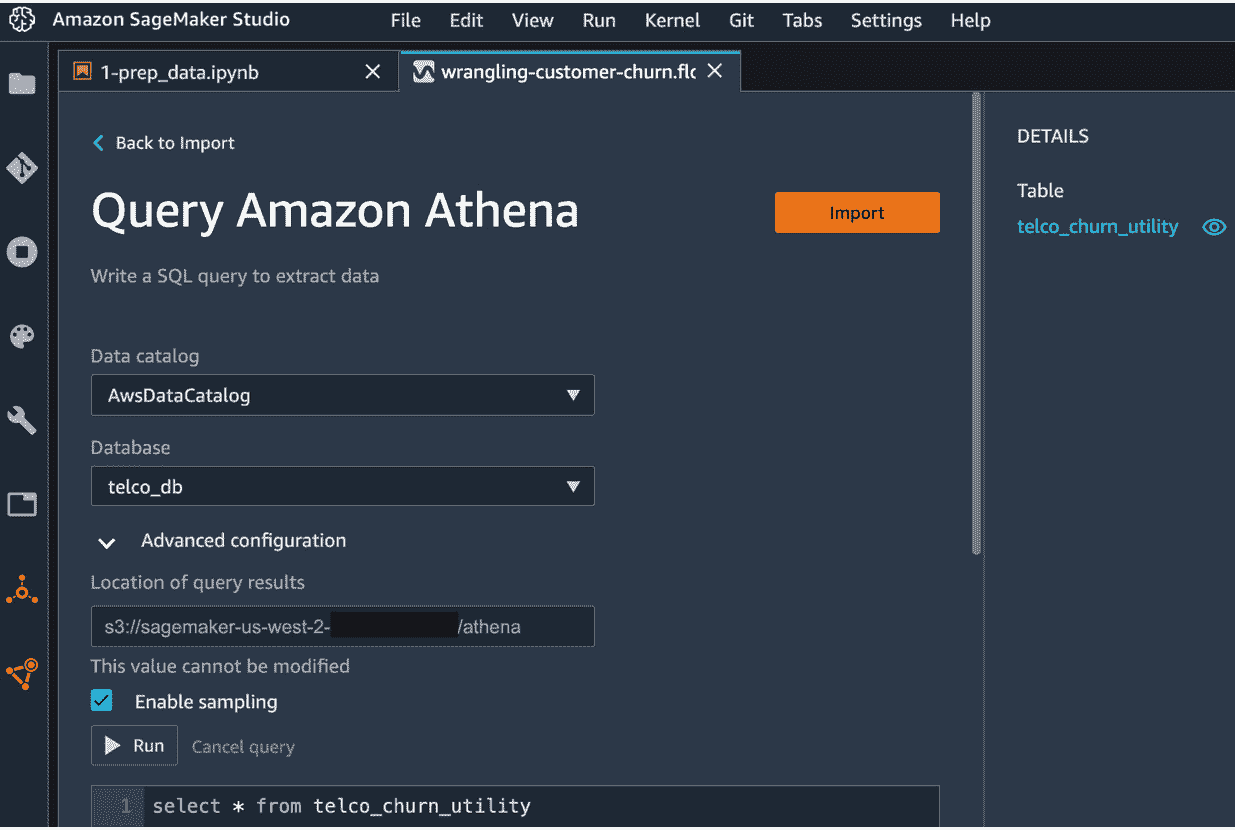 Amazon SageMaker Studio File Edit View Run Kernel Git Tabs Settings Help
1-prep_data.ipynb wrangling-customer-churn.flo
Back to Import
Query Amazon Athena
Import
Write a SQL query to extract data
Data catalog
AwsDataCatalog
Database
telco_db
Advanced configuration
Location of query results
s3://sagemaker-us-west-2- /athena
This value cannot be modified
Enable sampling
Run Cancel query
1 select * from telco_churn_utility
DETAILS
Table
telco_churn_utility